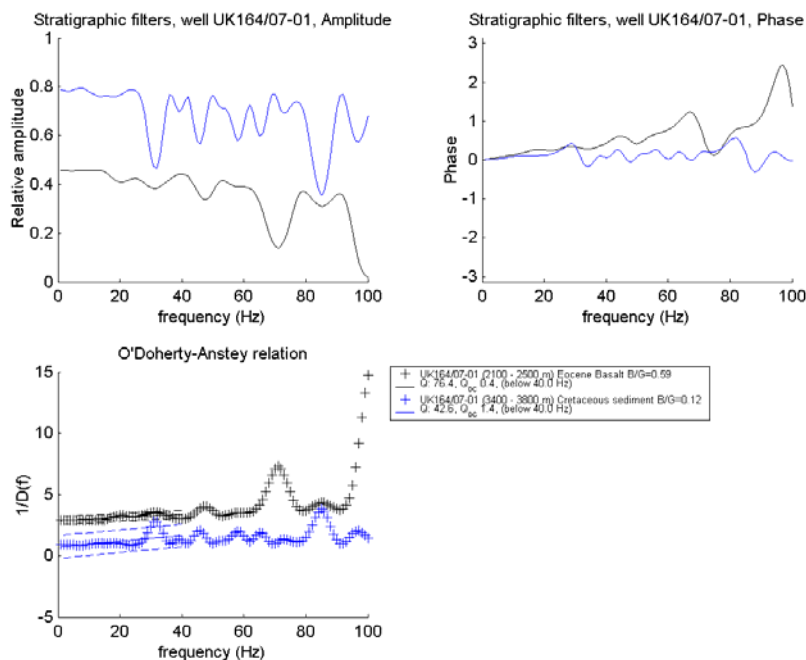 Stratigraphic filters, well UK164/07-01, Amplitude
1
0.8
0.6
0.4
0.2
0
Relative amplitude
0 20 40 60 80 100
frequency (Hz)
Stratigraphic filters, well UK164/07-01, Phase
3
2
1
0
-1
-2
-3
Phase
0 20 40 60 80 100
frequency (Hz)
O'Doherty-Anstey relation
15
10
5
0
-5
1/D(f)
0 20 40 60 80 100
frequency (Hz)
UK164/07-01 (2100 - 2500 m) Eocene Basalt B/G=0.59
Q: 76.4, Q_oc 0.4, (below 40.0 Hz)
UK164/07-01 (3400 - 3800 m) Cretaceous sediment B/G=0.12
Q: 42.6, Q_oc 1.4, (below 40.0 Hz)